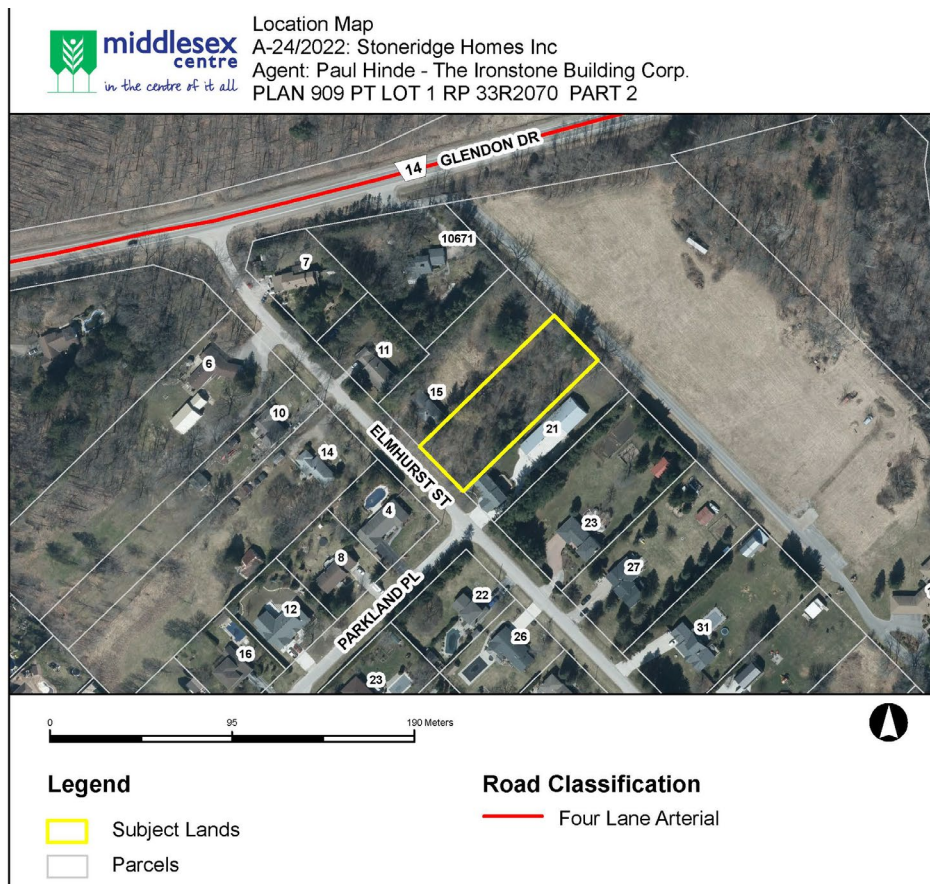 middlesex
centre
in the centre of it all
Location Map
A-24/2022: Stoneridge Homes Inc
Agent: Paul Hinde - The Ironstone Building Corp.
PLAN 909 PT LOT 1 RP 33R2070 PART 2
14 GLENDON DR
10671
7
11
6
15
10
21
ELMHURST ST
14
4
23
8
27
22
12
PARKLAND PL
31
26
16
23
0 95 190 Meters
Legend
Road Classification
Subject Lands
Four Lane Arterial
Parcels